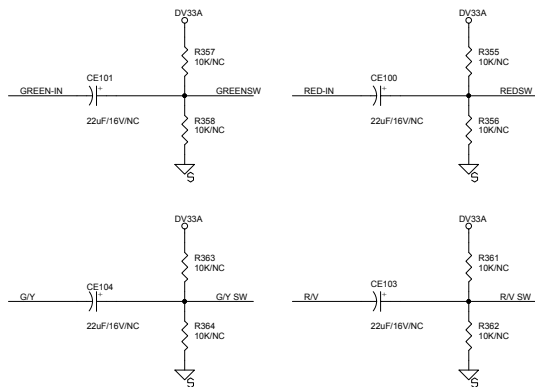 DV33A
R357
10K/NC
CE101
GREEN-IN
GREENSW
R358
10K/NC
22uF/16V/NC
S
DV33A
R355
10K/NC
CE100
RED-IN
REDSW
R356
10K/NC
22uF/16V/NC
S
DV33A
R363
10K/NC
CE104
G/Y
G/Y SW
R364
10K/NC
22uF/16V/NC
S
DV33A
R361
10K/NC
CE103
R/V
R/V SW
R362
10K/NC
22uF/16V/NC
S